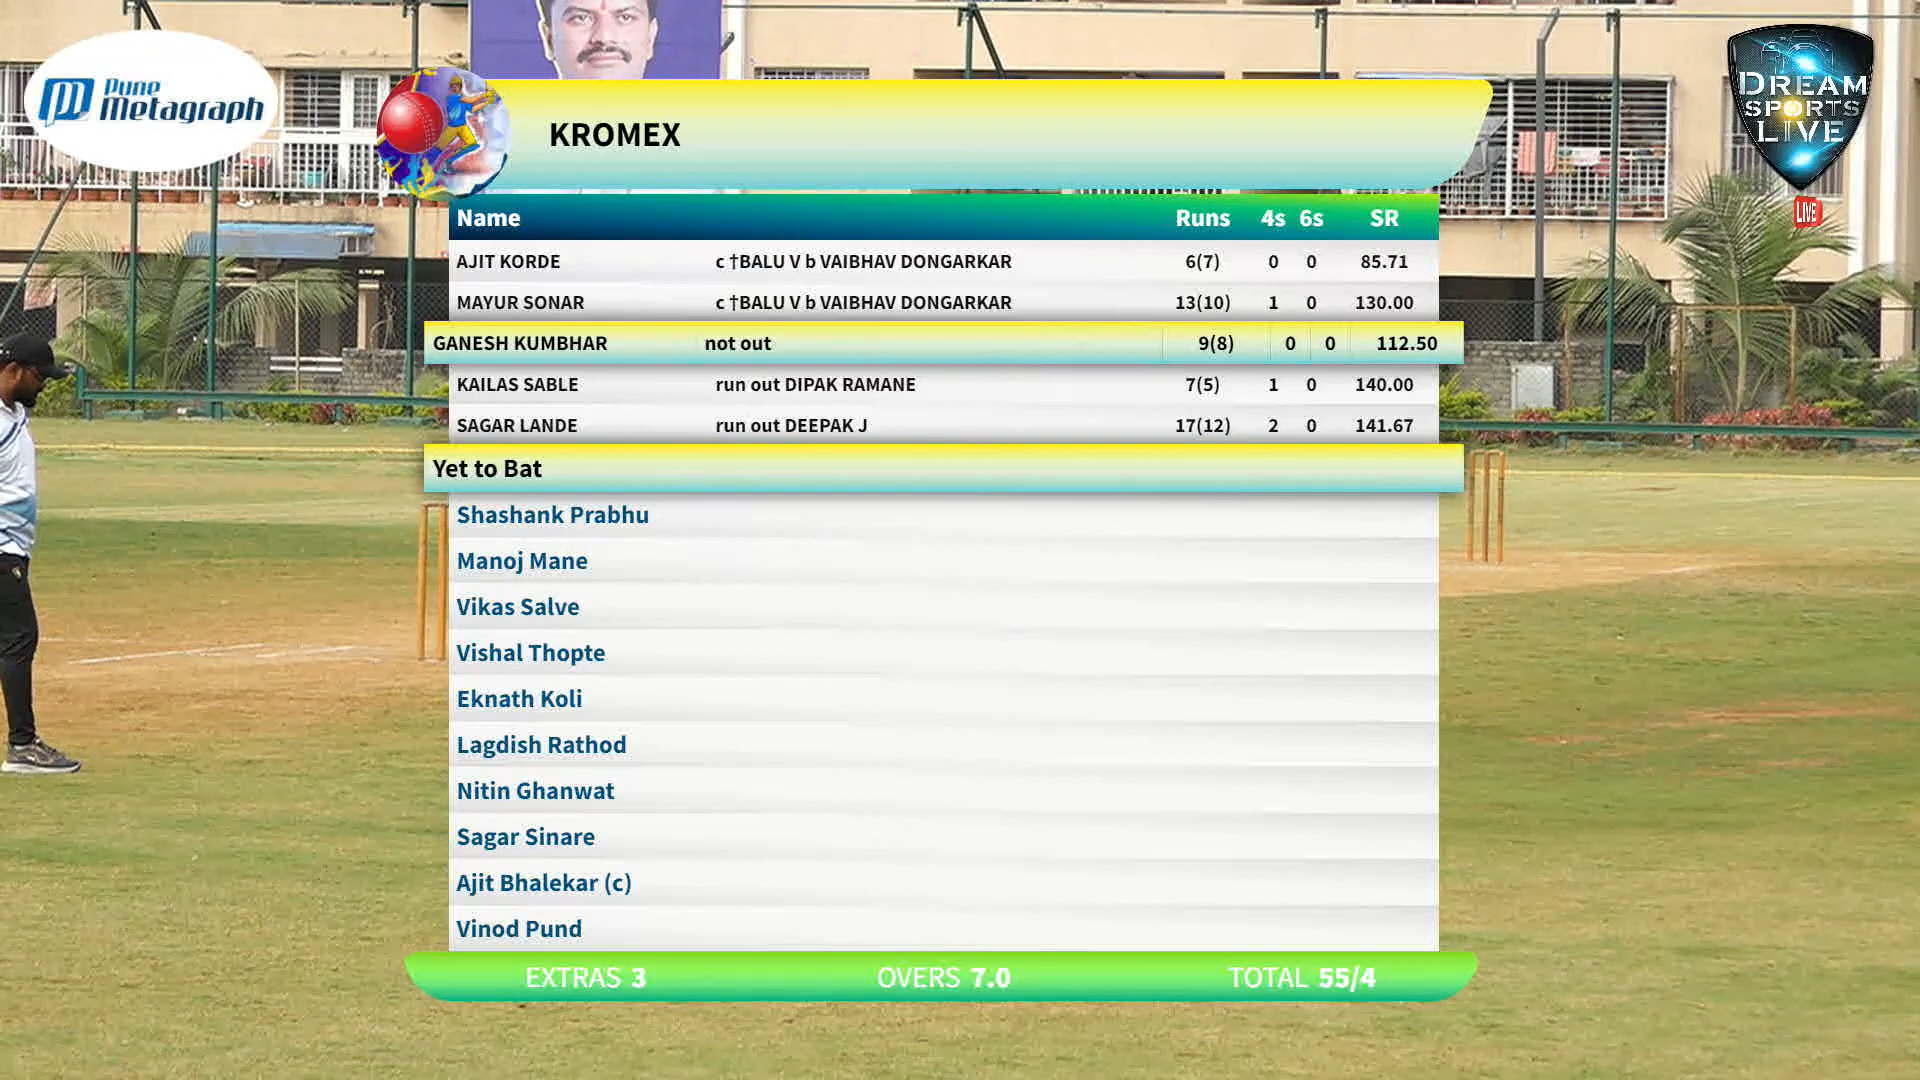 Pune
Metagraph
DREAM
SPORTS
LIVE
LIVE
KROMEX
Name Runs 4s 6s SR
AJIT KORDE c †BALU V b VAIBHAV DONGARKAR 6(7) 0 0 85.71
MAYUR SONAR c †BALU V b VAIBHAV DONGARKAR 13(10) 1 0 130.00
GANESH KUMBHAR not out 9(8) 0 0 112.50
KAILAS SABLE run out DIPAK RAMANE 7(5) 1 0 140.00
SAGAR LANDE run out DEEPAK J 17(12) 2 0 141.67
Yet to Bat
Shashank Prabhu
Manoj Mane
Vikas Salve
Vishal Thopte
Eknath Koli
Lagdish Rathod
Nitin Ghanwat
Sagar Sinare
Ajit Bhalekar (c)
Vinod Pund
EXTRAS 3 OVERS 7.0 TOTAL 55/4